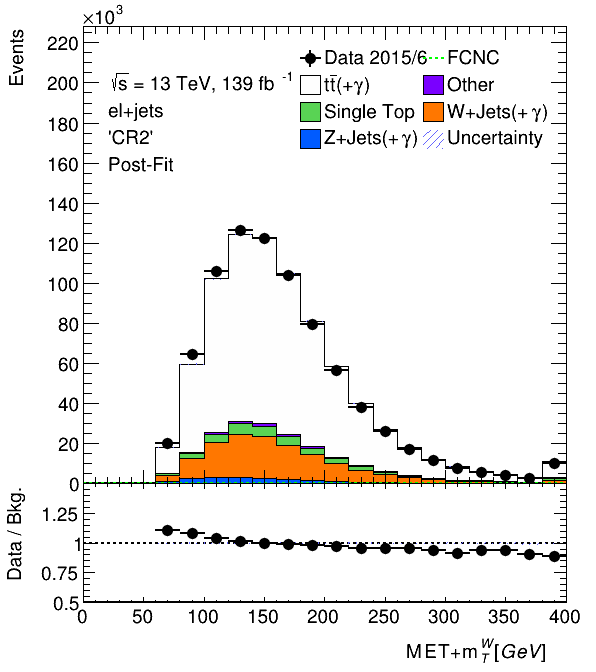 ×10³
Events
220
200
180
160
140
120
100
80
60
40
20
0
√s = 13 TeV, 139 fb⁻¹
el+jets
'CR2'
Post-Fit
Data 2015/6
FCNC
tt̄(+γ)
Other
Single Top
W+Jets(+γ)
Z+Jets(+γ)
Uncertainty
Data / Bkg.
1.25
1
0.75
0.5
0 50 100 150 200 250 300 350 400
MET+m_T^W[GeV]